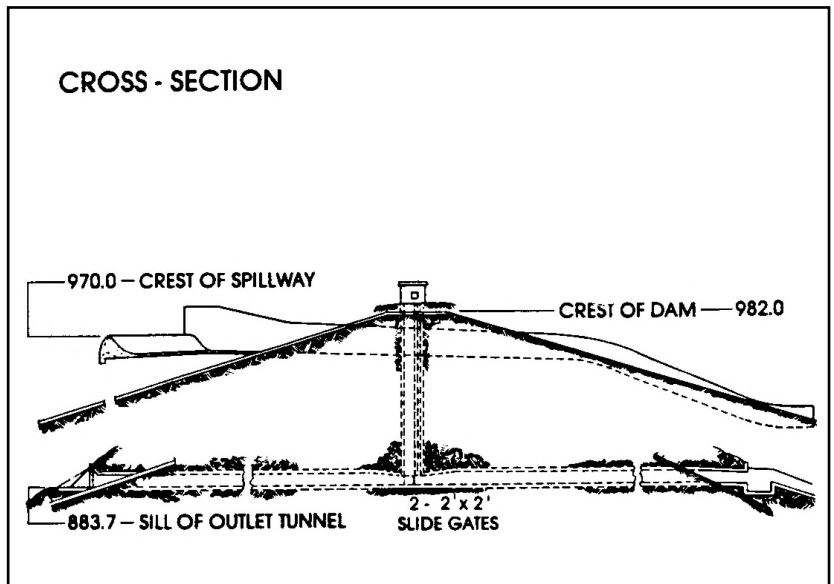 CROSS - SECTION
970.0 — CREST OF SPILLWAY
CREST OF DAM — 982.0
2 - 2' x 2'
SLIDE GATES
883.7 — SILL OF OUTLET TUNNEL